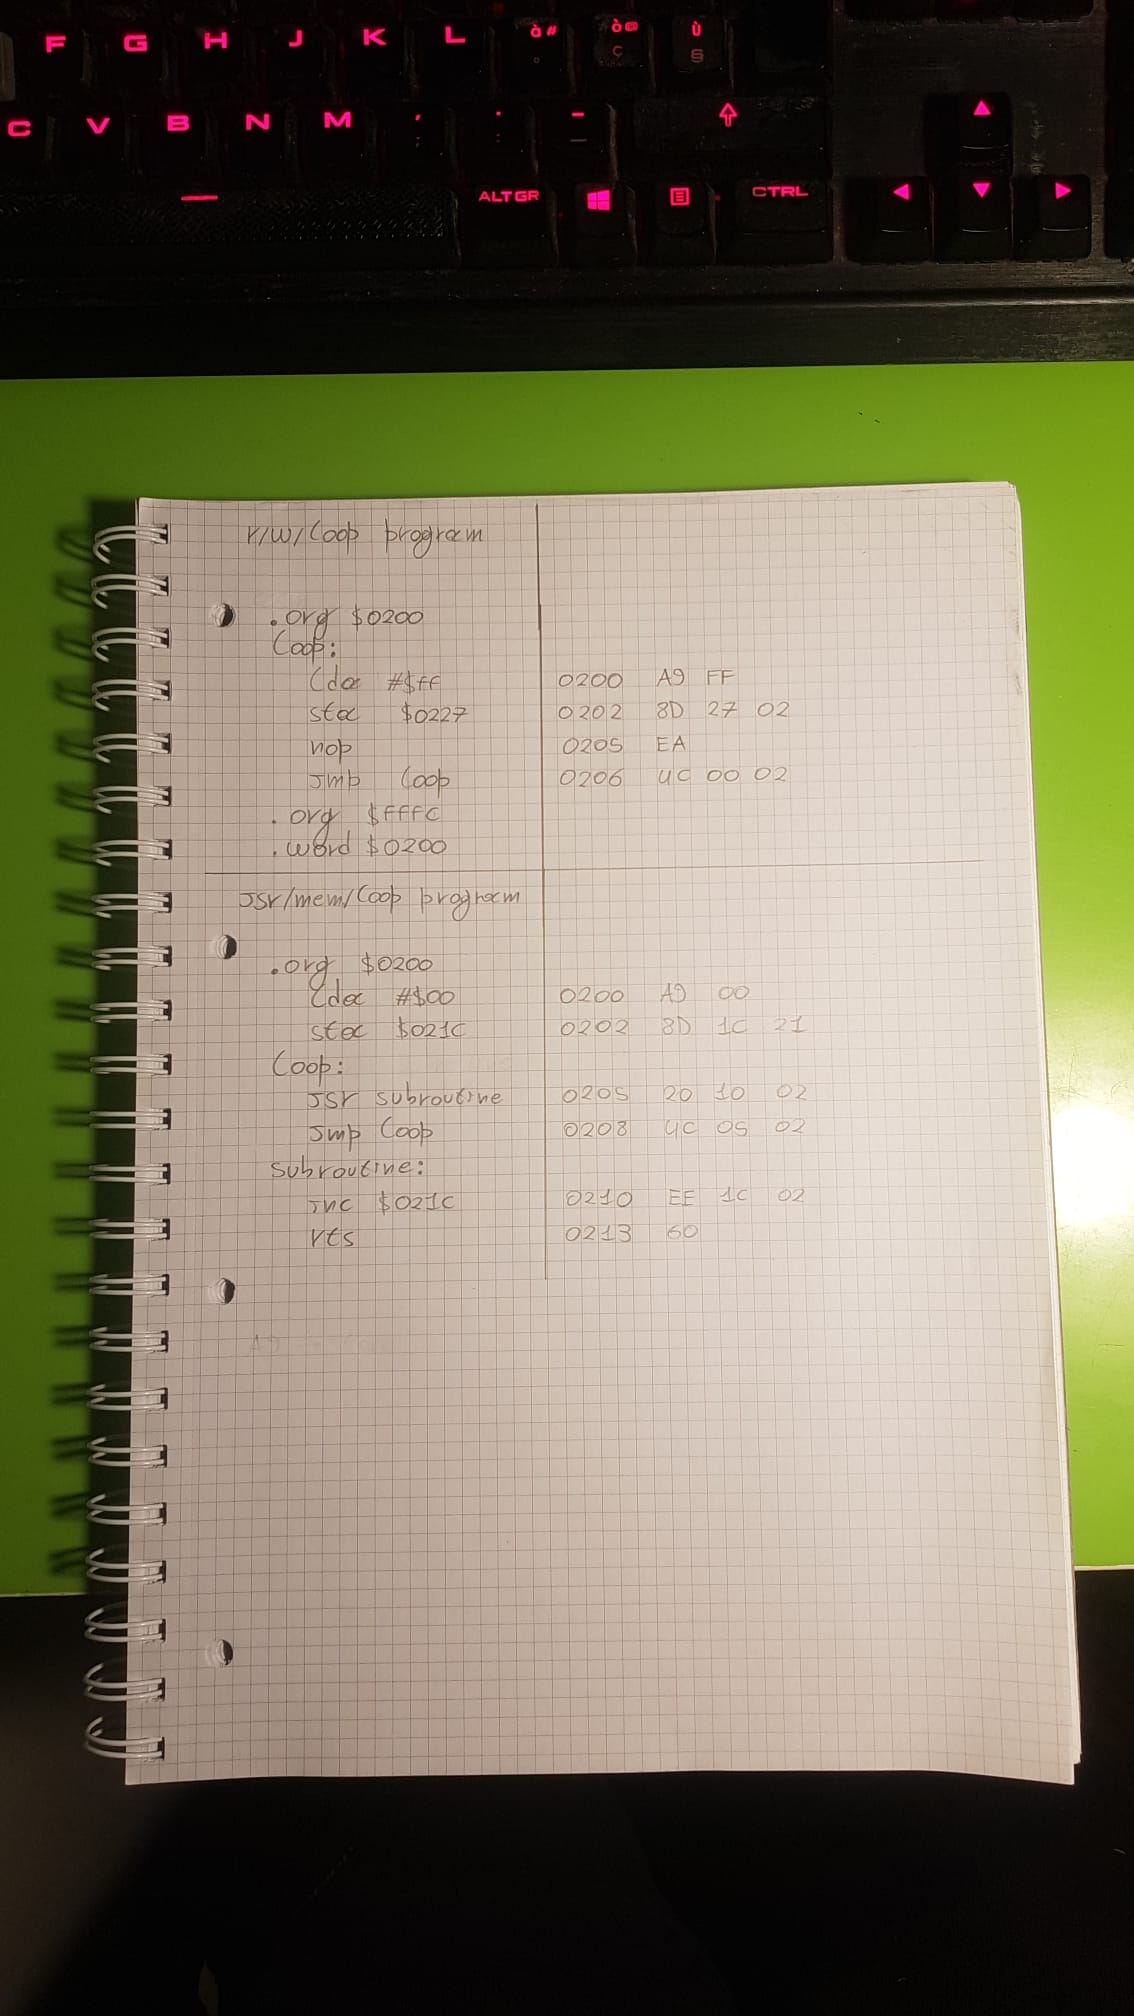 F G H J K L à # ò @ ù
° ç §
C V B N M , . -
; : _
ALTGR CTRL
r/w/loop program
.org $0200
loop:
lda #$ff 0200 A9 FF
sta $0227 0202 8D 27 02
nop 0205 EA
jmp loop 0206 4C 00 02
.org $fffc
.word $0200
jsr/mem/loop program
.org $0200
lda #$00 0200 A9 00
sta $021C 0202 8D 1C 21
loop:
jsr subroutine 0205 20 10 02
jmp loop 0208 4C 05 02
subroutine:
inc $021C 0210 EE 1C 02
rts 0213 60